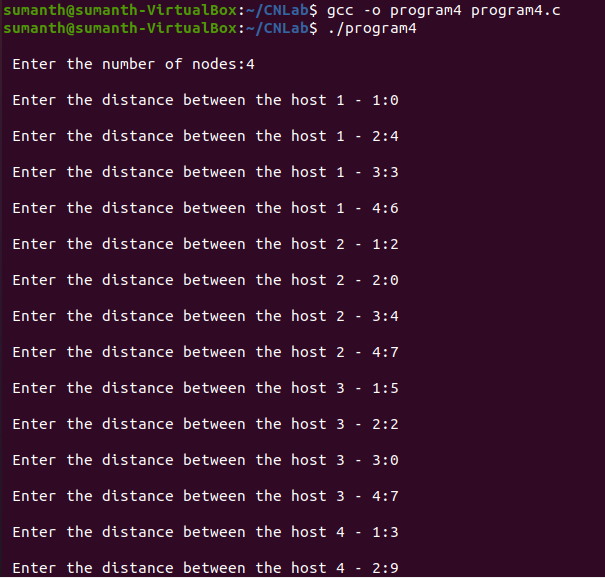 sumanth@sumanth-VirtualBox:~/CNLab$ gcc -o program4 program4.c
sumanth@sumanth-VirtualBox:~/CNLab$ ./program4
Enter the number of nodes:4
Enter the distance between the host 1 - 1:0
Enter the distance between the host 1 - 2:4
Enter the distance between the host 1 - 3:3
Enter the distance between the host 1 - 4:6
Enter the distance between the host 2 - 1:2
Enter the distance between the host 2 - 2:0
Enter the distance between the host 2 - 3:4
Enter the distance between the host 2 - 4:7
Enter the distance between the host 3 - 1:5
Enter the distance between the host 3 - 2:2
Enter the distance between the host 3 - 3:0
Enter the distance between the host 3 - 4:7
Enter the distance between the host 4 - 1:3
Enter the distance between the host 4 - 2:9